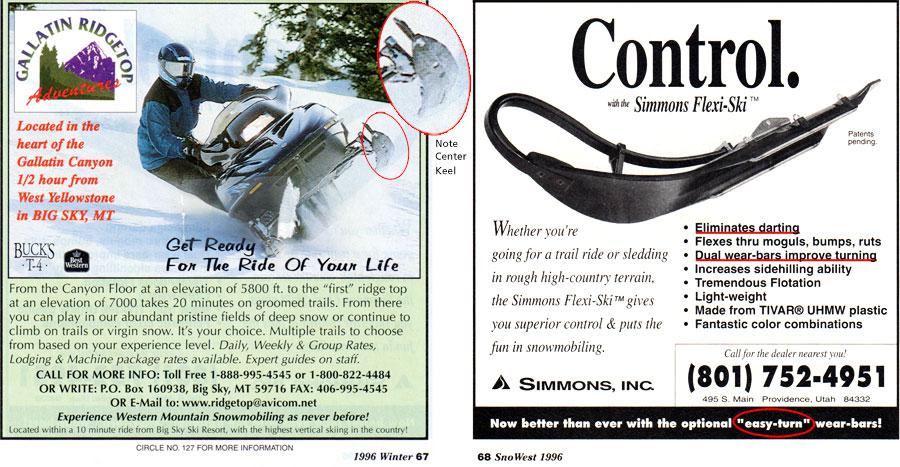 GALLATIN RIDGETOP
Adventures
Located in the
heart of the
Gallatin Canyon
1/2 hour from
West Yellowstone
in BIG SKY, MT
BUCK'S
·T-4·
Best
Western
Get Ready
For The Ride Of Your Life
Note
Center
Keel
From the Canyon Floor at an elevation of 5800 ft. to the "first" ridge top
at an elevation of 7000 takes 20 minutes on groomed trails. From there
you can play in our abundant pristine fields of deep snow or continue to
climb on trails or virgin snow. It's your choice. Multiple trails to choose
from based on your experience level. Daily, Weekly & Group Rates,
Lodging & Machine package rates available. Expert guides on staff.
CALL FOR MORE INFO: Toll Free 1-888-995-4545 or 1-800-822-4484
OR WRITE: P.O. Box 160938, Big Sky, MT 59716 FAX: 406-995-4545
OR E-Mail to: www.ridgetop@avicom.net
Experience Western Mountain Snowmobiling as never before!
Located within a 10 minute ride from Big Sky Ski Resort, with the highest vertical skiing in the country!
CIRCLE NO. 127 FOR MORE INFORMATION
1996 Winter 67
Control.
with the Simmons Flexi-Ski™
Patents
pending.
Whether you're
going for a trail ride or sledding
in rough high-country terrain,
the Simmons Flexi-Ski™ gives
you superior control & puts the
fun in snowmobiling.
• Eliminates darting
• Flexes thru moguls, bumps, ruts
• Dual wear-bars improve turning
• Increases sidehilling ability
• Tremendous Flotation
• Light-weight
• Made from TIVAR® UHMW plastic
• Fantastic color combinations
SIMMONS, INC.
Call for the dealer nearest you!
(801) 752-4951
495 S. Main Providence, Utah 84332
Now better than ever with the optional "easy-turn" wear-bars!
68 SnoWest 1996